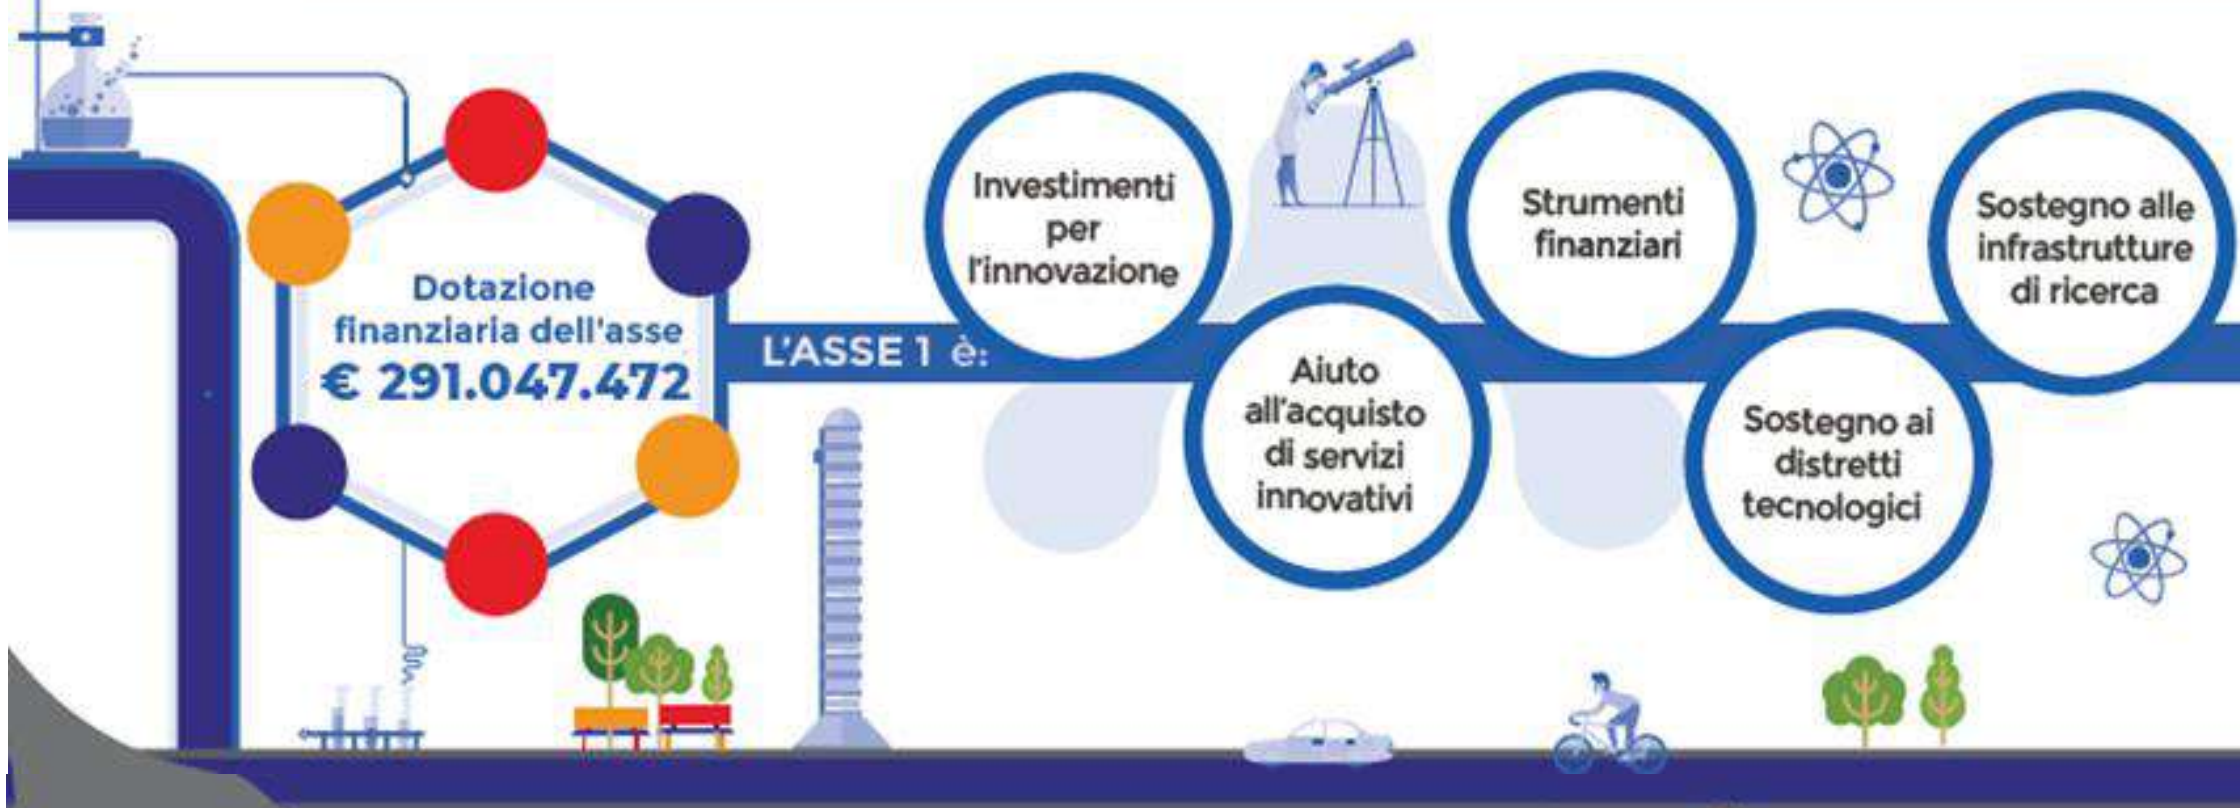 Dotazione
finanziaria dell'asse
€ 291.047.472
L'ASSE 1 è:
Investimenti
per
l'innovazione
Aiuto
all'acquisto
di servizi
innovativi
Strumenti
finanziari
Sostegno ai
distretti
tecnologici
Sostegno alle
infrastrutture
di ricerca